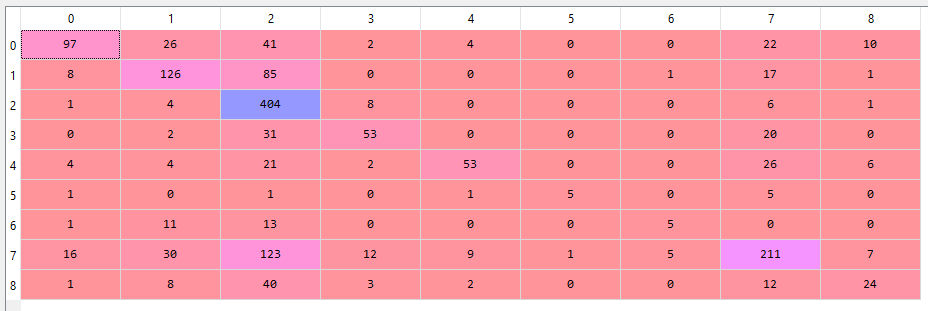 0 1 2 3 4 5 6 7 8
0 97 26 41 2 4 0 0 22 10
1 8 126 85 0 0 0 1 17 1
2 1 4 404 8 0 0 0 6 1
3 0 2 31 53 0 0 0 20 0
4 4 4 21 2 53 0 0 26 6
5 1 0 1 0 1 5 0 5 0
6 1 11 13 0 0 0 5 0 0
7 16 30 123 12 9 1 5 211 7
8 1 8 40 3 2 0 0 12 24